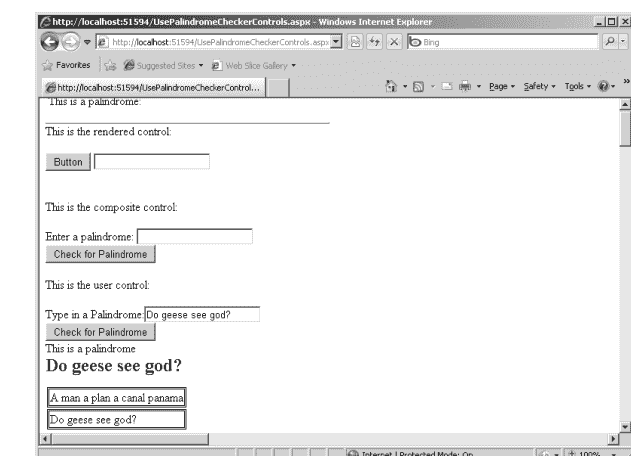 http://localhost:51594/UsePalindromeCheckerControls.aspx - Windows Internet Explorer
http://localhost:51594/UsePalindromeCheckerControls.aspx Bing
Favorites Suggested Sites Web Slice Gallery
http://localhost:51594/UsePalindromeCheckerControl... Page Safety Tools
This is a palindrome:
This is the rendered control:
Button
This is the composite control:
Enter a palindrome:
Check for Palindrome
This is the user control:
Type in a Palindrome: Do geese see god?
Check for Palindrome
This is a palindrome
Do geese see god?
A man a plan a canal panama
Do geese see god?
Internet | Protected Mode: On 100%